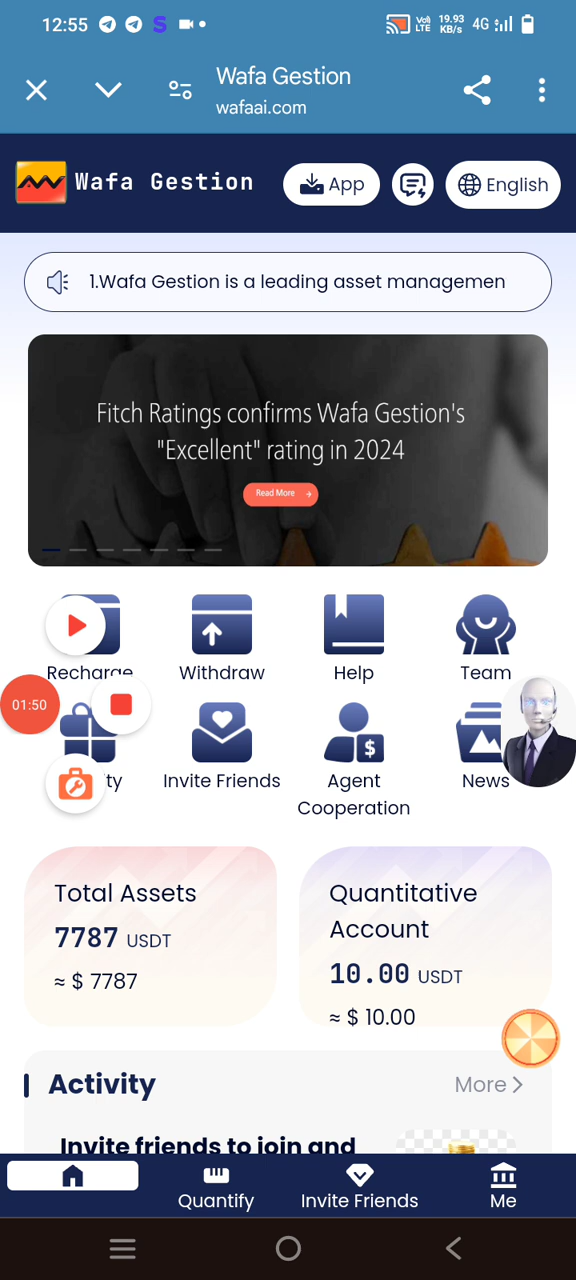 12:55
S
Vo)
LTE
19.93
KB/s
4G
Wafa Gestion
wafaai.com
Wafa Gestion
App
English
1.Wafa Gestion is a leading asset managemen
Fitch Ratings confirms Wafa Gestion's
"Excellent" rating in 2024
Read More
Recharge
Withdraw
Help
Team
01:50
ty
Invite Friends
Agent
Cooperation
News
Total Assets
7787 USDT
≈ $ 7787
Quantitative
Account
10.00 USDT
≈ $ 10.00
Activity
More
Invite friends to join and
Quantify
Invite Friends
Me